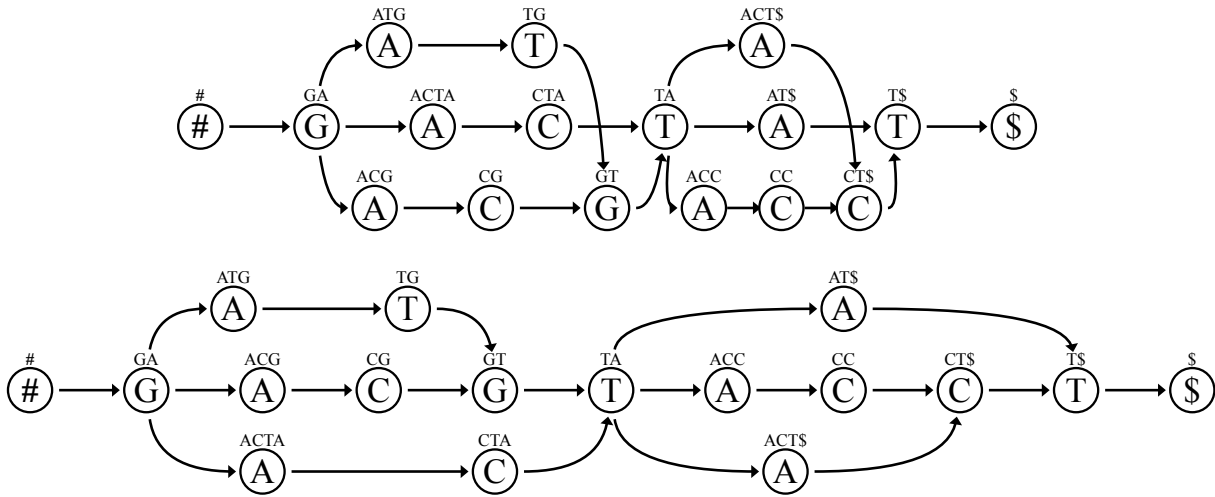 ATG TG ACT$
A T A
# GA ACTA CTA TA AT$ T$ $
# G A C T A T $
ACG CG GT ACC CC CT$
A C G A C C
ATG TG AT$
A T A
# GA ACG CG GT TA ACC CC CT$ T$ $
# G A C G T A C C T $
ACTA CTA ACT$
A C A